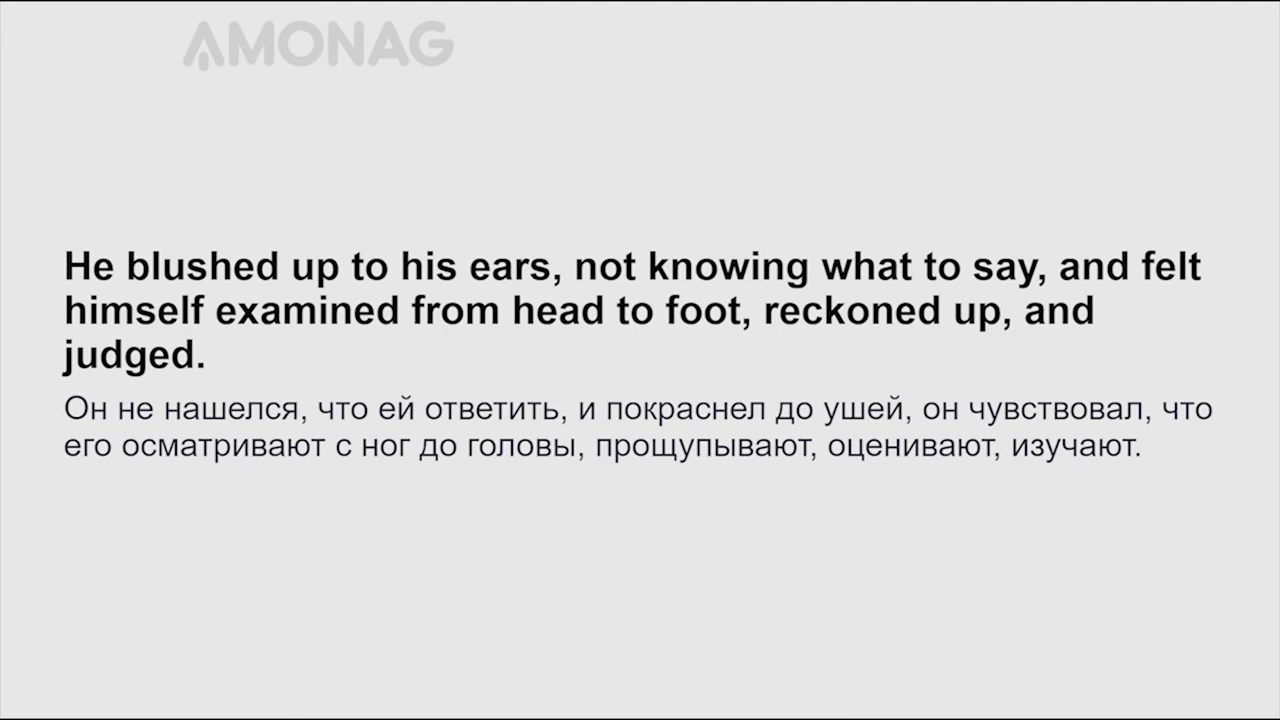 AMONAG
He blushed up to his ears, not knowing what to say, and felt
himself examined from head to foot, reckoned up, and
judged.
Он не нашелся, что ей ответить, и покраснел до ушей, он чувствовал, что
его осматривают с ног до головы, прощупывают, оценивают, изучают.